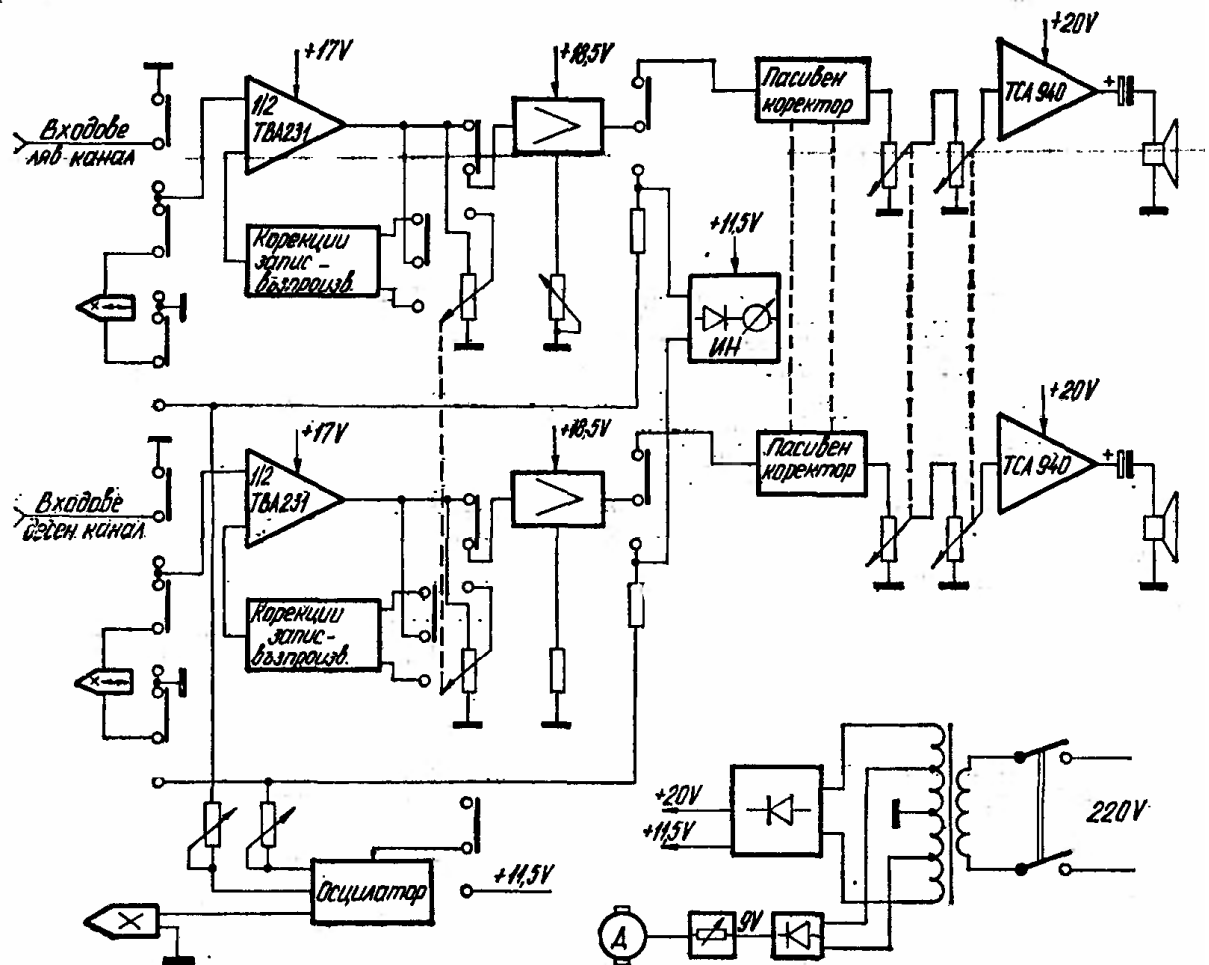 +17V
+18,5V
+20V
1/2
TBA231
Входове
ляв канал
Пасивен
коректор
TCA 940
+
Корекции
запис -
възпроизв.
+11,5V
ИН
+17V
+18,5V
+20V
1/2
TBA231
Входове
десен канал
Пасивен
коректор
TCA 940
+
Корекции
запис-
възпроизв.
+20V
+11,5V
220V
Осцилатор
+11,5V
9V
Д